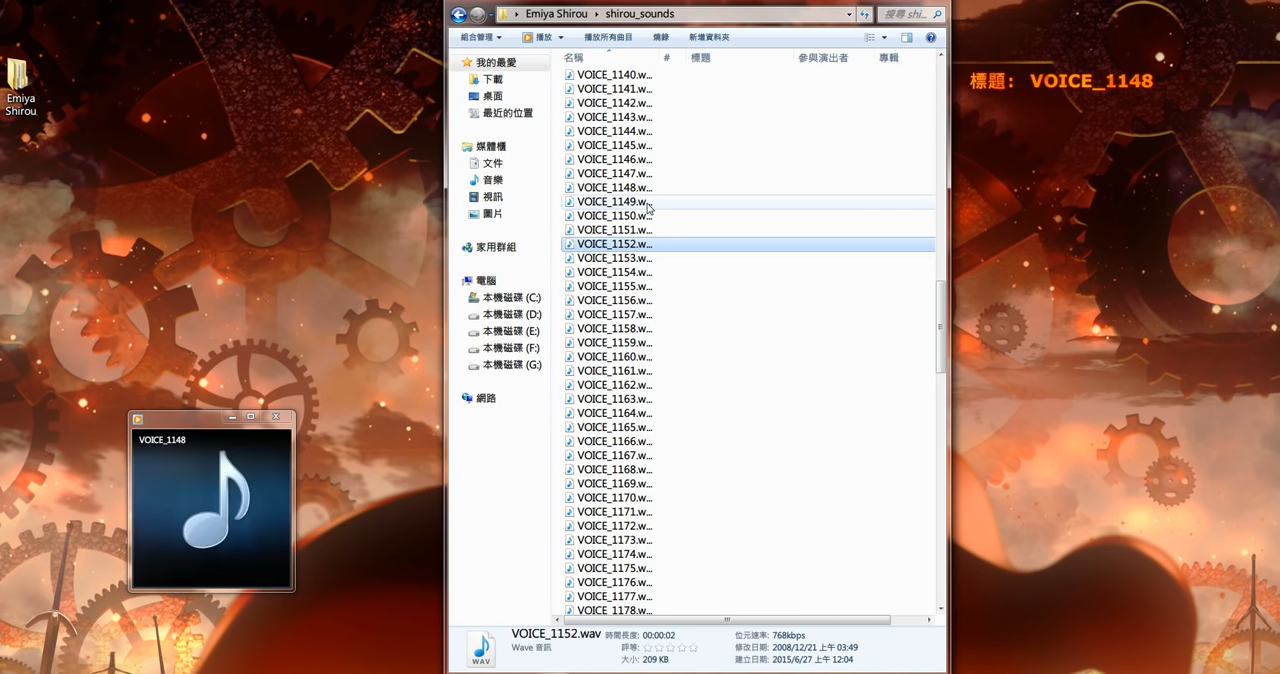 Emiya Shirou
Emiya Shirou shirou_sounds
搜尋 shi...
組合管理 播放 播放所有曲目 燒錄 新增資料夾
名稱 # 標題 參與演出者 專輯
我的最愛
下載
桌面
最近的位置
媒體櫃
文件
音樂
視訊
圖片
家用群組
電腦
本機磁碟 (C:)
本機磁碟 (D:)
本機磁碟 (E:)
本機磁碟 (F:)
本機磁碟 (G:)
網路
VOICE_1140.w...
VOICE_1141.w...
VOICE_1142.w...
VOICE_1143.w...
VOICE_1144.w...
VOICE_1145.w...
VOICE_1146.w...
VOICE_1147.w...
VOICE_1148.w...
VOICE_1149.w...
VOICE_1150.w...
VOICE_1151.w...
VOICE_1152.w...
VOICE_1153.w...
VOICE_1154.w...
VOICE_1155.w...
VOICE_1156.w...
VOICE_1157.w...
VOICE_1158.w...
VOICE_1159.w...
VOICE_1160.w...
VOICE_1161.w...
VOICE_1162.w...
VOICE_1163.w...
VOICE_1164.w...
VOICE_1165.w...
VOICE_1166.w...
VOICE_1167.w...
VOICE_1168.w...
VOICE_1169.w...
VOICE_1170.w...
VOICE_1171.w...
VOICE_1172.w...
VOICE_1173.w...
VOICE_1174.w...
VOICE_1175.w...
VOICE_1176.w...
VOICE_1177.w...
VOICE_1178.w...
WAV
VOICE_1152.wav 時間長度: 00:00:02 位元速率: 768kbps
Wave 音訊 評等: 修改日期: 2008/12/21 上午 03:49
大小: 209 KB 建立日期: 2015/6/27 上午 12:04
VOICE_1148
標題: VOICE_1148